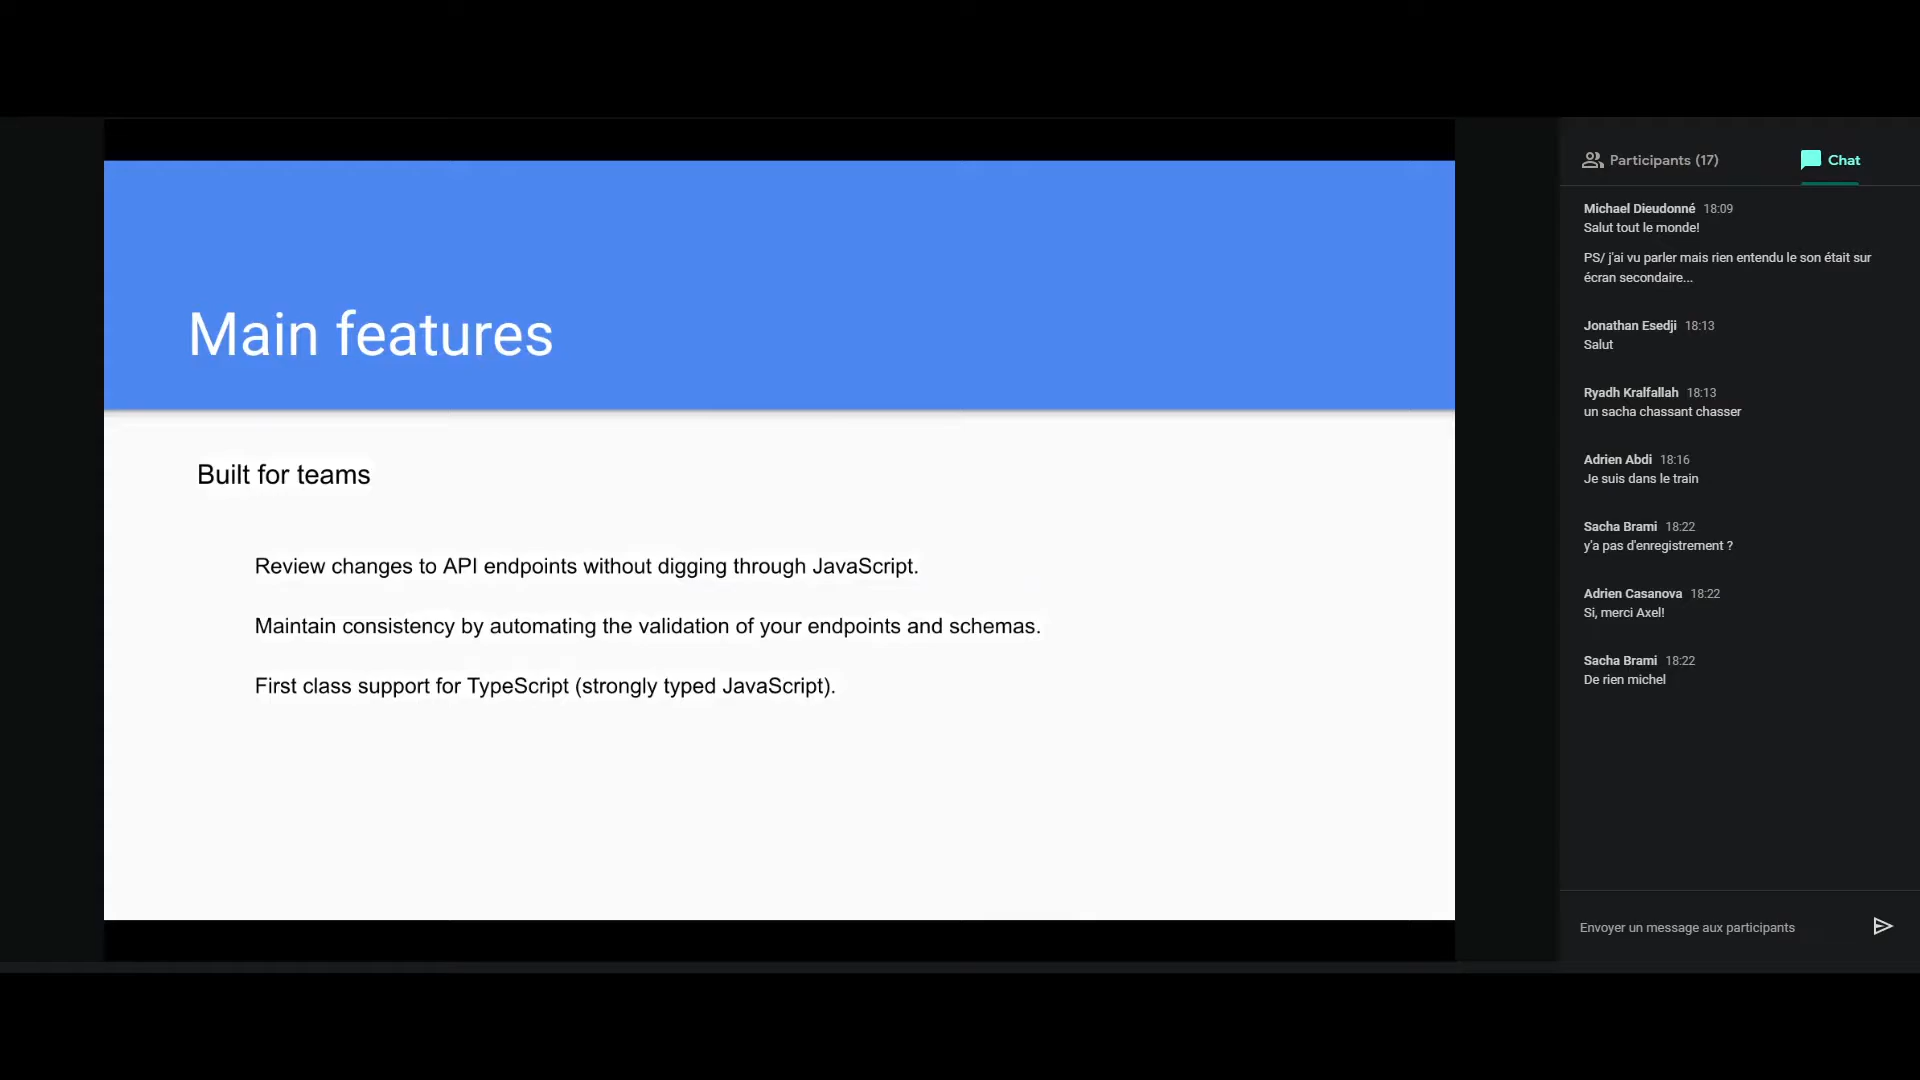 Main features
Built for teams
Review changes to API endpoints without digging through JavaScript.
Maintain consistency by automating the validation of your endpoints and schemas.
First class support for TypeScript (strongly typed JavaScript).
Participants (17)
Chat
Michael Dieudonné 18:09
Salut tout le monde!
PS/ j'ai vu parler mais rien entendu le son était sur
écran secondaire...
Jonathan Esedji 18:13
Salut
Ryadh Kralfallah 18:13
un sacha chassant chasser
Adrien Abdi 18:16
Je suis dans le train
Sacha Brami 18:22
y'a pas d'enregistrement ?
Adrien Casanova 18:22
Si, merci Axel!
Sacha Brami 18:22
De rien michel
Envoyer un message aux participants